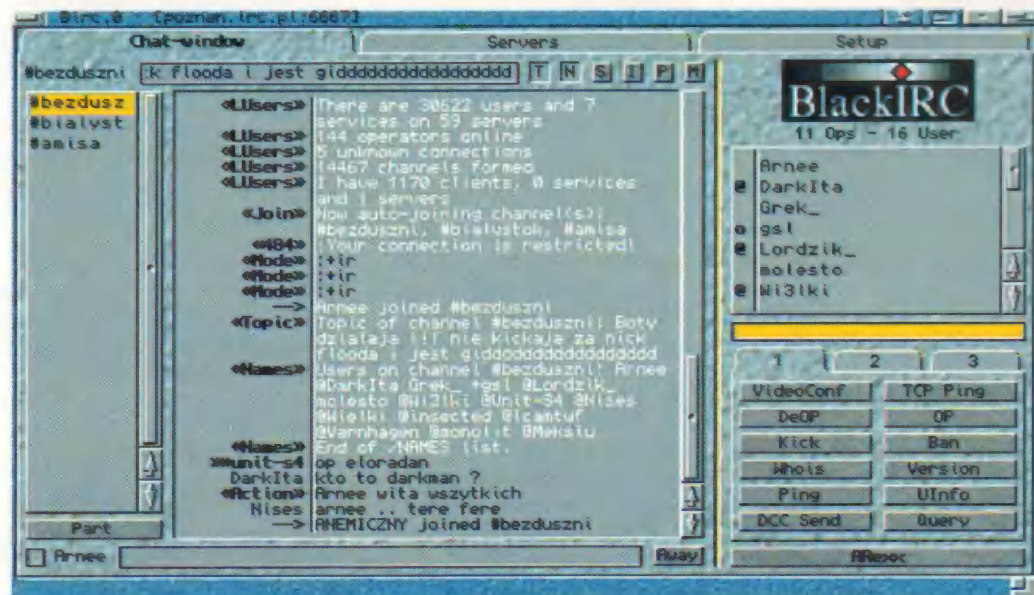 Birc.0 - [poznan.irc.pl:6667]
Chat-window
Servers
Setup
#bezduszni
:k flooda i jest giddddddddddddddddd
T N S I P M
#bezdusz
#bialyst
#amisa
«LUsers» There are 30622 users and 7
services on 59 servers
«LUsers» 144 operators online
«LUsers» 5 unknown connections
«LUsers» 14467 channels formed
«LUsers» I have 1170 clients, 0 services
and 1 servers
«Join» Now auto-joining channel(s):
#bezduszni, #bialystok, #amisa
«484» :Your connection is restricted!
«Mode» :+ir
«Mode» :+ir
«Mode» :+ir
--> Arnee joined #bezduszni
«Topic» Topic of channel #bezduszni: Boty
dzialaja !!! nie kickaja za nick
flooda i jest giddddddddddddddddd
«Names» Users on channel #bezduszni: Arnee
@DarkIta Grek_ +gsl @Lordzik_
molesto @Wi3lki @Unit-S4 @Nises
@Wielki @insected @lcamtuf
@Varnhagen @monolit @Meksiu
«Names» End of /NAMES list.
»»unit-s4 op eloradan
DarkIta kto to darkman ?
«Action» Arnee wita wszytkich
Nises arnee .. tere fere
--> ANEMICZNY joined #bezduszni
Part
Arnee
Away
BlackIRC
11 Ops - 16 User
Arnee
@ DarkIta
Grek_
gsl
@ Lordzik_
molesto
@ Wi3lki
1 2 3
VideoConf TCP Ping
DeOP OP
Kick Ban
Whois Version
Ping UInfo
DCC Send Query